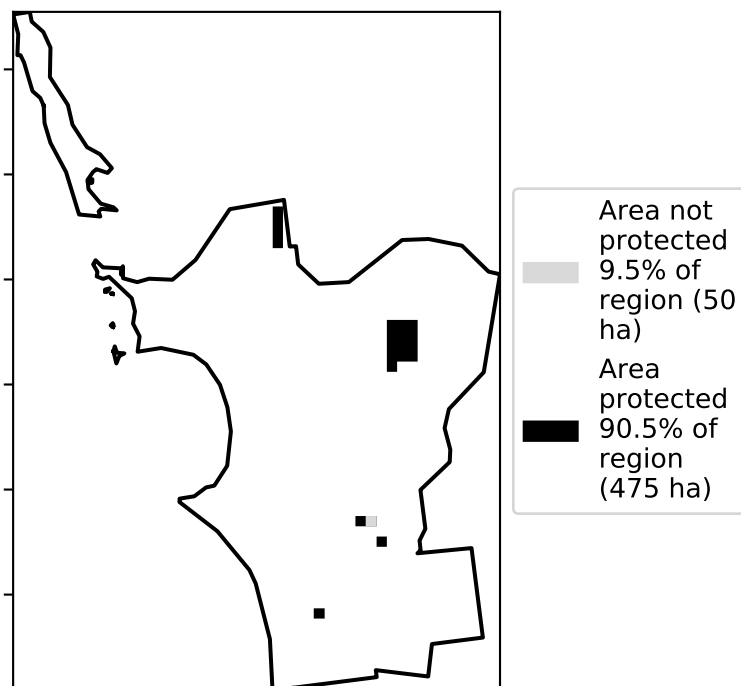 Area not
protected
9.5% of
region (50
ha)
Area
protected
90.5% of
region
(475 ha)